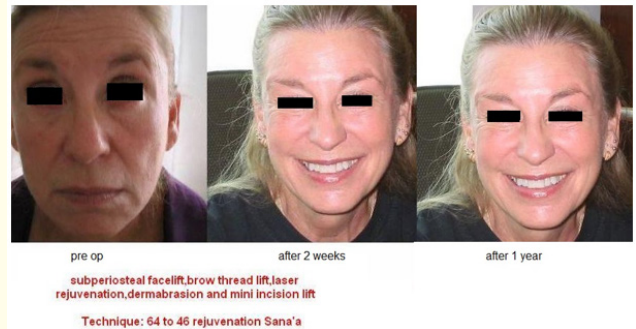 pre op
after 2 weeks
after 1 year
subperiosteal facelift,brow thread lift,laser
rejuvenation,dermabrasion and mini incision lift
Technique: 64 to 46 rejuvenation Sana'a